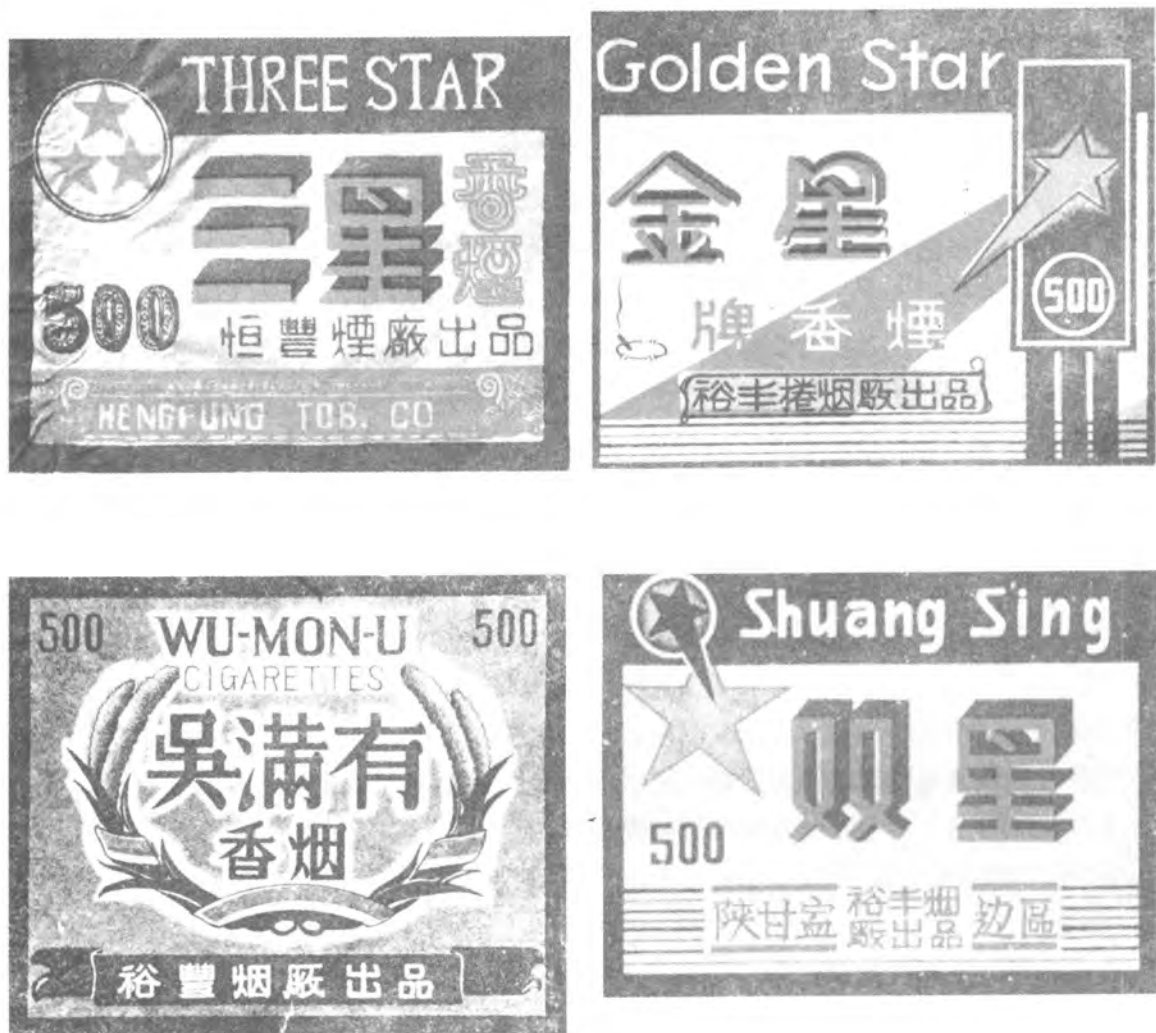 THREE STAR
三星
香煙
500
恒豐煙廠出品
HENGFUNG TOB. CO
Golden Star
金星
牌香煙
500
裕丰捲烟厰出品
500 WU-MON-U 500
CIGARETTES
吳滿有
香烟
裕豐烟厰出品
Shuang Sing
双星
500
陕甘寍 裕丰烟厰出品 边區